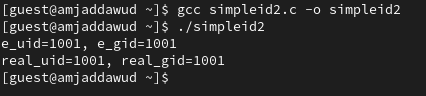 [guest@amjaddawud ~]$ gcc simpleid2.c -o simpleid2
[guest@amjaddawud ~]$ ./simpleid2
e_uid=1001, e_gid=1001
real_uid=1001, real_gid=1001
[guest@amjaddawud ~]$